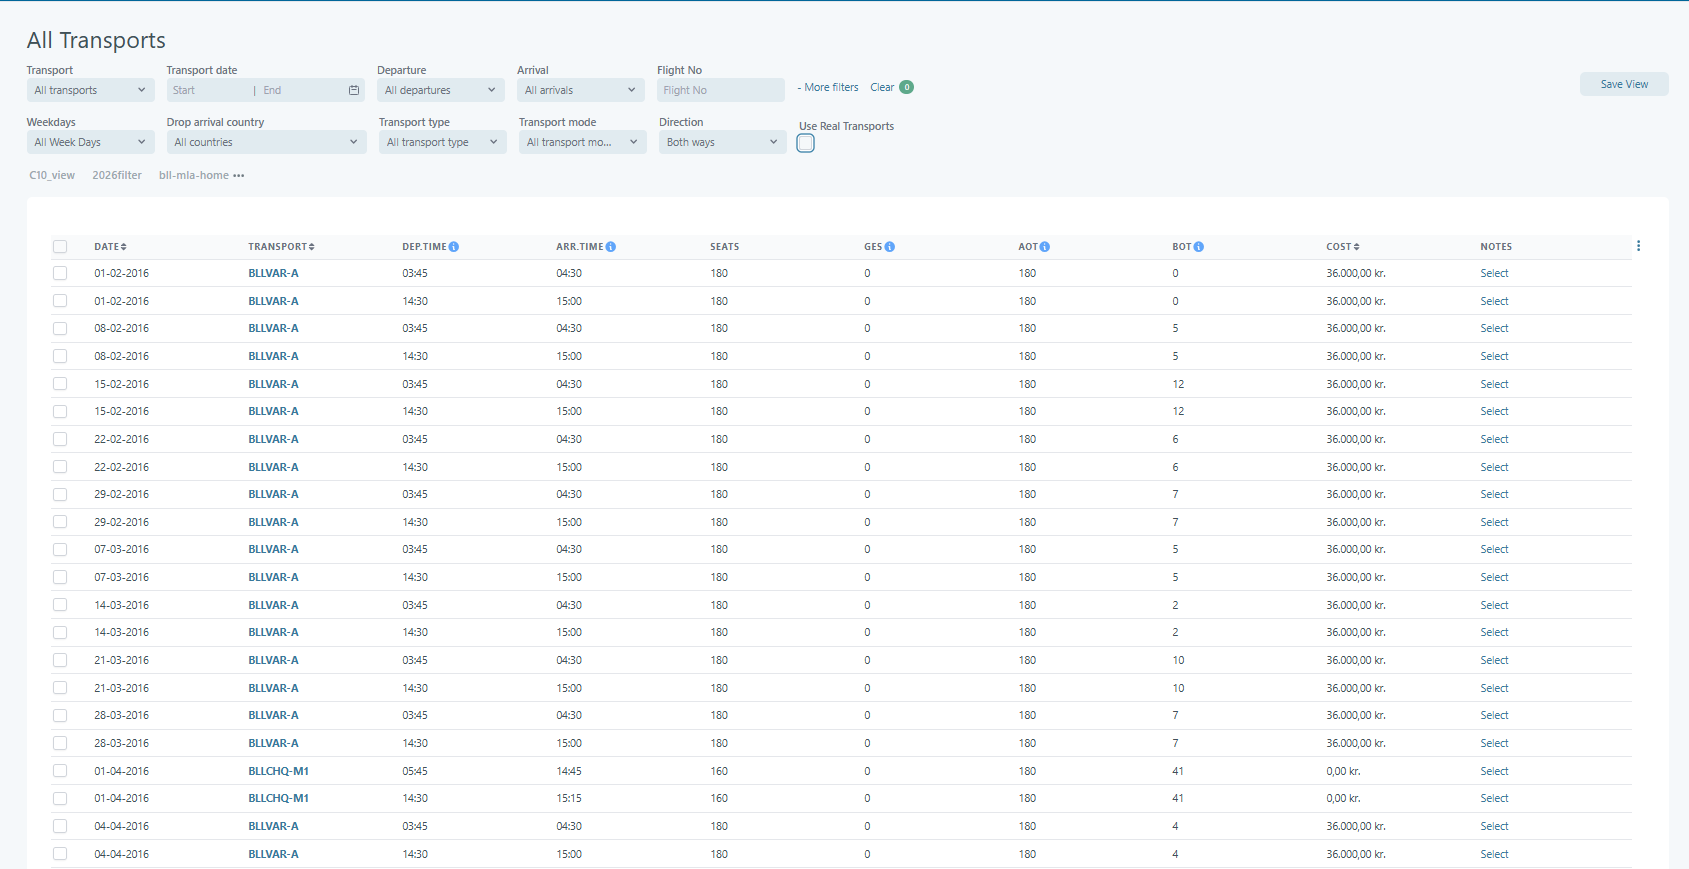 All Transports
Transport Transport date Departure Arrival Flight No
All transports Start | End All departures All arrivals Flight No - More filters Clear 0 Save View
Weekdays Drop arrival country Transport type Transport mode Direction Use Real Transports
All Week Days All countries All transport type All transport mo... Both ways
C10_view 2026filter bll-mla-home •••
DATE TRANSPORT DEP.TIME ARR.TIME SEATS GES AOT BOT COST NOTES
01-02-2016 BLLVAR-A 03:45 04:30 180 0 180 0 36.000,00 kr. Select
01-02-2016 BLLVAR-A 14:30 15:00 180 0 180 0 36.000,00 kr. Select
08-02-2016 BLLVAR-A 03:45 04:30 180 0 180 5 36.000,00 kr. Select
08-02-2016 BLLVAR-A 14:30 15:00 180 0 180 5 36.000,00 kr. Select
15-02-2016 BLLVAR-A 03:45 04:30 180 0 180 12 36.000,00 kr. Select
15-02-2016 BLLVAR-A 14:30 15:00 180 0 180 12 36.000,00 kr. Select
22-02-2016 BLLVAR-A 03:45 04:30 180 0 180 6 36.000,00 kr. Select
22-02-2016 BLLVAR-A 14:30 15:00 180 0 180 6 36.000,00 kr. Select
29-02-2016 BLLVAR-A 03:45 04:30 180 0 180 7 36.000,00 kr. Select
29-02-2016 BLLVAR-A 14:30 15:00 180 0 180 7 36.000,00 kr. Select
07-03-2016 BLLVAR-A 03:45 04:30 180 0 180 5 36.000,00 kr. Select
07-03-2016 BLLVAR-A 14:30 15:00 180 0 180 5 36.000,00 kr. Select
14-03-2016 BLLVAR-A 03:45 04:30 180 0 180 2 36.000,00 kr. Select
14-03-2016 BLLVAR-A 14:30 15:00 180 0 180 2 36.000,00 kr. Select
21-03-2016 BLLVAR-A 03:45 04:30 180 0 180 10 36.000,00 kr. Select
21-03-2016 BLLVAR-A 14:30 15:00 180 0 180 10 36.000,00 kr. Select
28-03-2016 BLLVAR-A 03:45 04:30 180 0 180 7 36.000,00 kr. Select
28-03-2016 BLLVAR-A 14:30 15:00 180 0 180 7 36.000,00 kr. Select
01-04-2016 BLLCHQ-M1 05:45 14:45 160 0 180 41 0,00 kr. Select
01-04-2016 BLLCHQ-M1 14:30 15:15 160 0 180 41 0,00 kr. Select
04-04-2016 BLLVAR-A 03:45 04:30 180 0 180 4 36.000,00 kr. Select
04-04-2016 BLLVAR-A 14:30 15:00 180 0 180 4 36.000,00 kr. Select